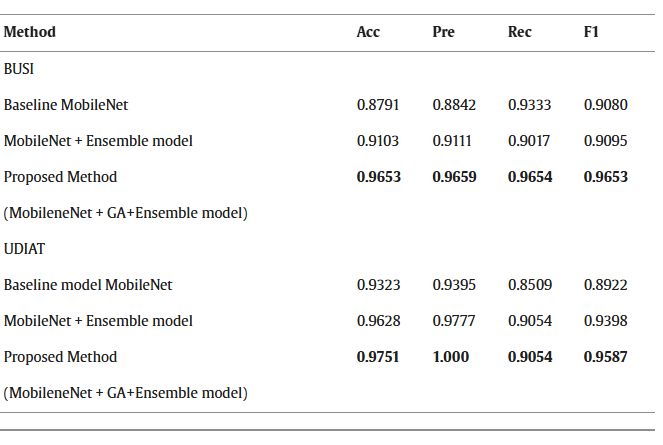 Method Acc Pre Rec F1
BUSI
Baseline MobileNet 0.8791 0.8842 0.9333 0.9080
MobileNet + Ensemble model 0.9103 0.9111 0.9017 0.9095
Proposed Method 0.9653 0.9659 0.9654 0.9653
(MobileneNet + GA+Ensemble model)
UDIAT
Baseline model MobileNet 0.9323 0.9395 0.8509 0.8922
MobileNet + Ensemble model 0.9628 0.9777 0.9054 0.9398
Proposed Method 0.9751 1.000 0.9054 0.9587
(MobileneNet + GA+Ensemble model)